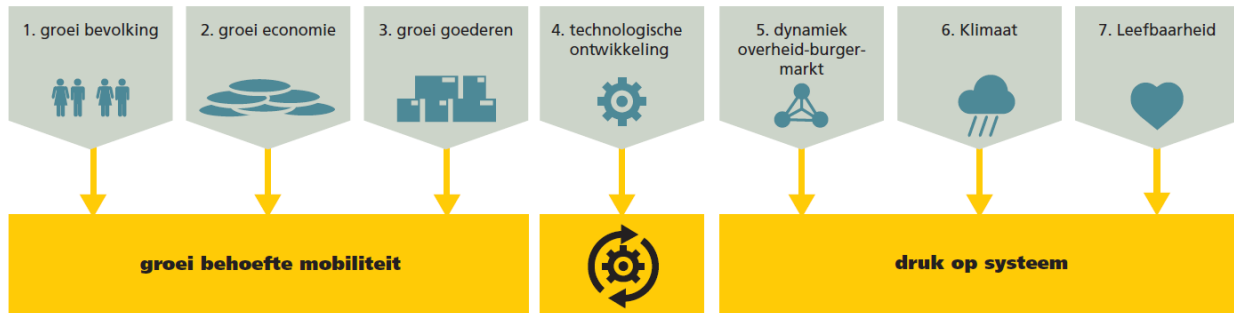 1. groei bevolking
2. groei economie
3. groei goederen
4. technologische
ontwikkeling
5. dynamiek
overheid-burger-
markt
6. Klimaat
7. Leefbaarheid
groei behoefte mobiliteit
druk op systeem